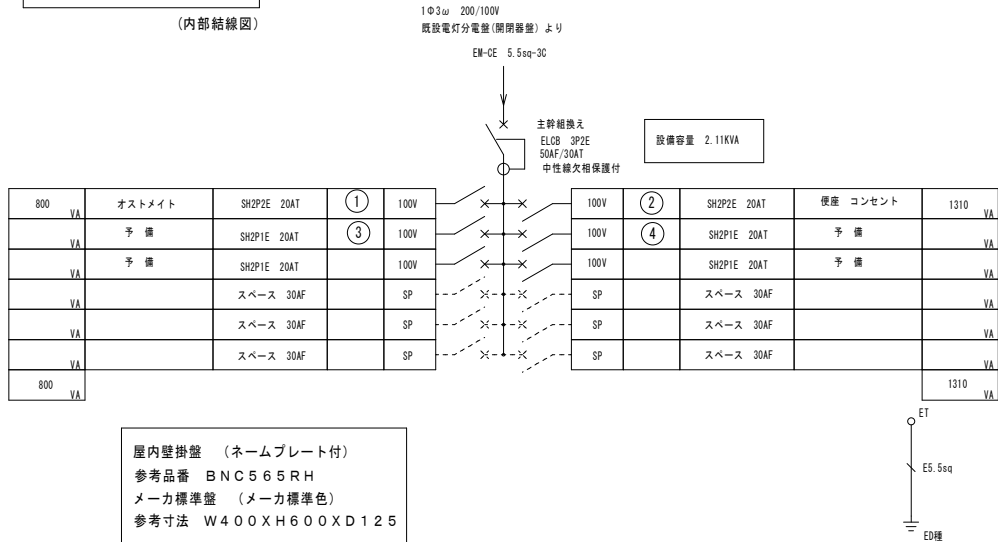 (内部結線図)
1Φ3ω 200/100V
既設電灯分電盤(開閉器盤) より
EM-CE 5.5sq-3C
主幹組換え
ELCB 3P2E
50AF/30AT
中性線欠相保護付
設備容量 2.11KVA
800 VA オストメイト SH2P2E 20AT ① 100V 100V ② SH2P2E 20AT 便座 コンセント 1310 VA
VA 予備 SH2P1E 20AT ③ 100V 100V ④ SH2P1E 20AT 予備 VA
VA 予備 SH2P1E 20AT 100V 100V SH2P1E 20AT 予備 VA
VA スペース 30AF SP SP スペース 30AF VA
VA スペース 30AF SP SP スペース 30AF VA
VA スペース 30AF SP SP スペース 30AF VA
800 VA 1310 VA
ET
E5.5sq
ED種
屋内壁掛盤 (ネームプレート付)
参考品番 BNC565RH
メーカ標準盤 (メーカ標準色)
参考寸法 W400XH600XD125